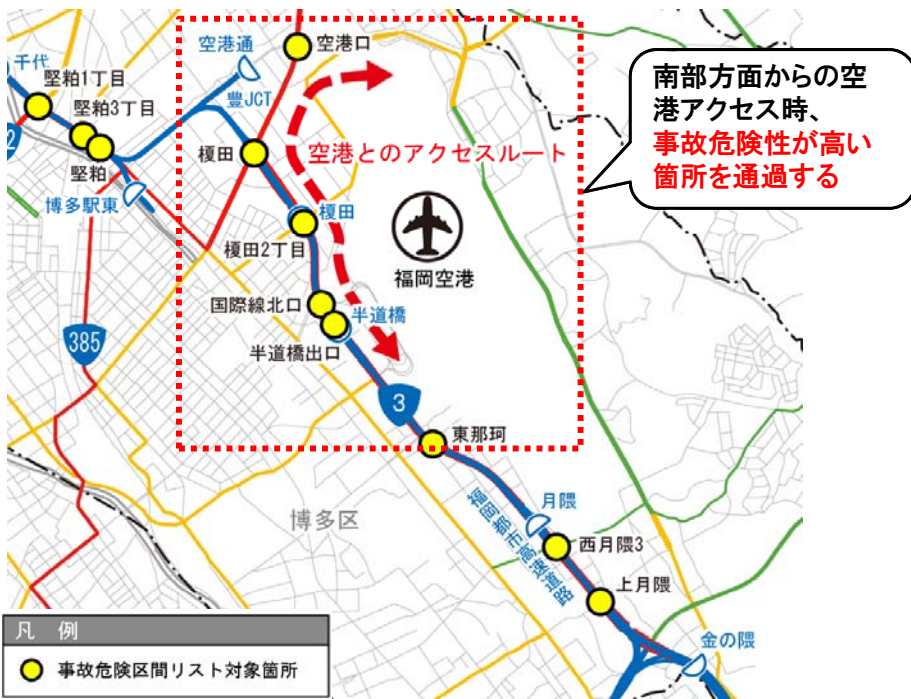 空港通
空港口
千代
堅粕1丁目
豊JCT
堅粕3丁目
2
榎田
空港とのアクセスルート
堅粕
博多駅東
榎田
榎田2丁目
福岡空港
国際線北口
半道橋
385
半道橋出口
3
東那珂
博多区
月隈
福岡都市高速道路
西月隈3
上月隈
金の隈
南部方面からの空
港アクセス時、
事故危険性が高い
箇所を通過する
凡 例
事故危険区間リスト対象箇所